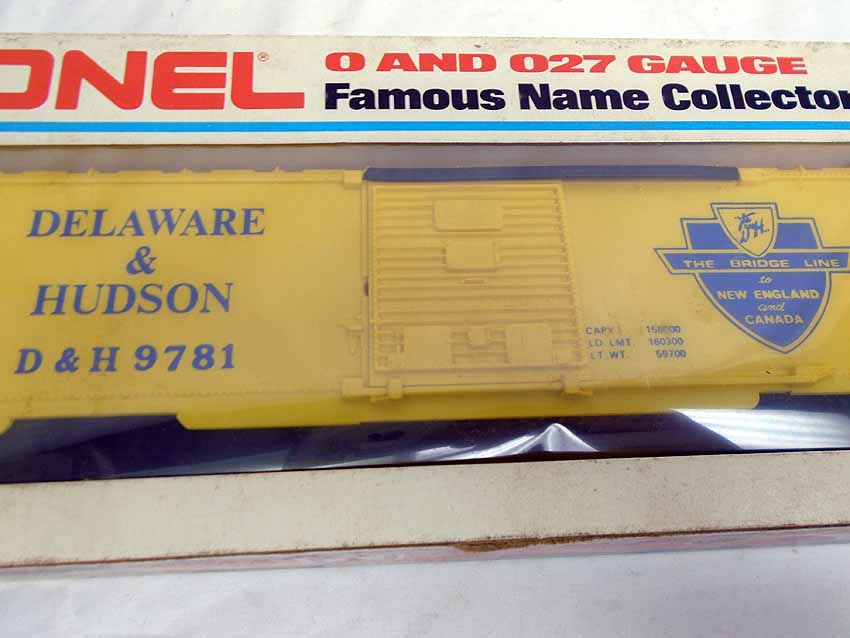 ONEL®
O AND O27 GAUGE
Famous Name Collector
DELAWARE
&
HUDSON
D & H 9781
CAPY 158000
LD LMT. 160300
LT WT. 59700
THE BRIDGE LINE
to
NEW ENGLAND
and
CANADA